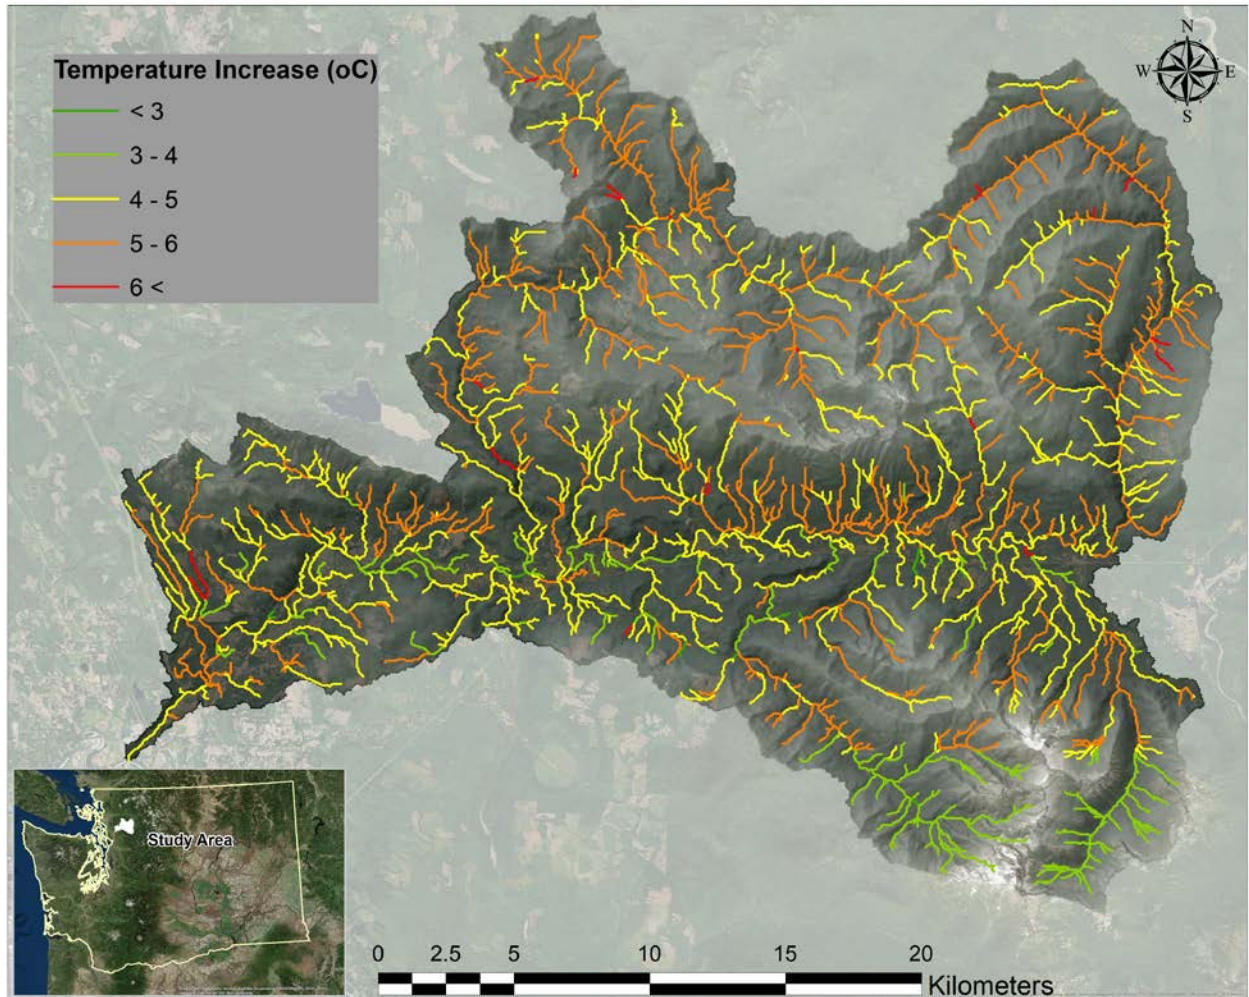 Temperature Increase (oC)
< 3
3 - 4
4 - 5
5 - 6
6 <
N
W E
S
Study Area
0 2.5 5 10 15 20
Kilometers